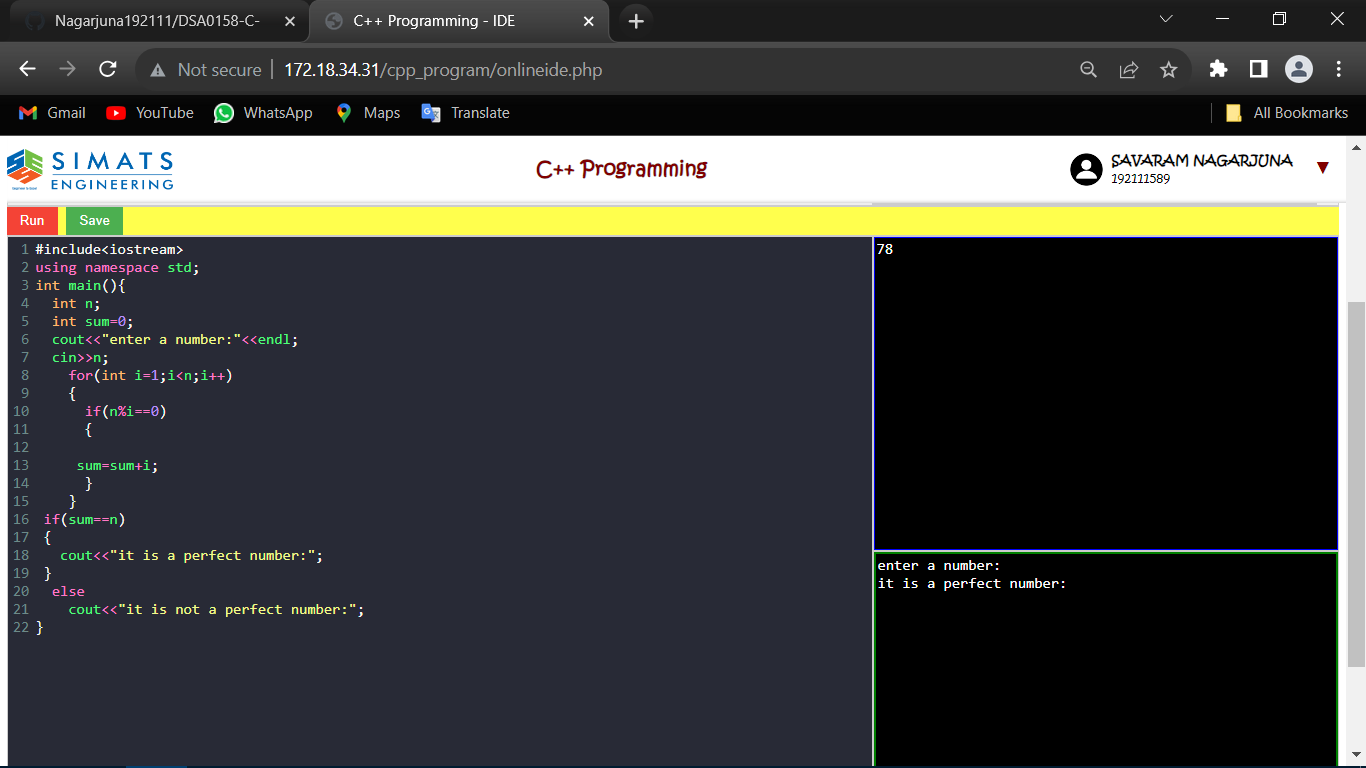 Nagarjuna192111/DSA0158-C-
C++ Programming - IDE
Not secure | 172.18.34.31/cpp_program/onlineide.php
Gmail YouTube WhatsApp Maps Translate All Bookmarks
SIMATS
ENGINEERING
C++ Programming
SAVARAM NAGARJUNA
192111589
Run Save
1 #include<iostream>
2 using namespace std;
3 int main(){
4 int n;
5 int sum=0;
6 cout<<"enter a number:"<<endl;
7 cin>>n;
8 for(int i=1;i<n;i++)
9 {
10 if(n%i==0)
11 {
12
13 sum=sum+i;
14 }
15 }
16 if(sum==n)
17 {
18 cout<<"it is a perfect number:";
19 }
20 else
21 cout<<"it is not a perfect number:";
22 }
78
enter a number:
it is a perfect number: